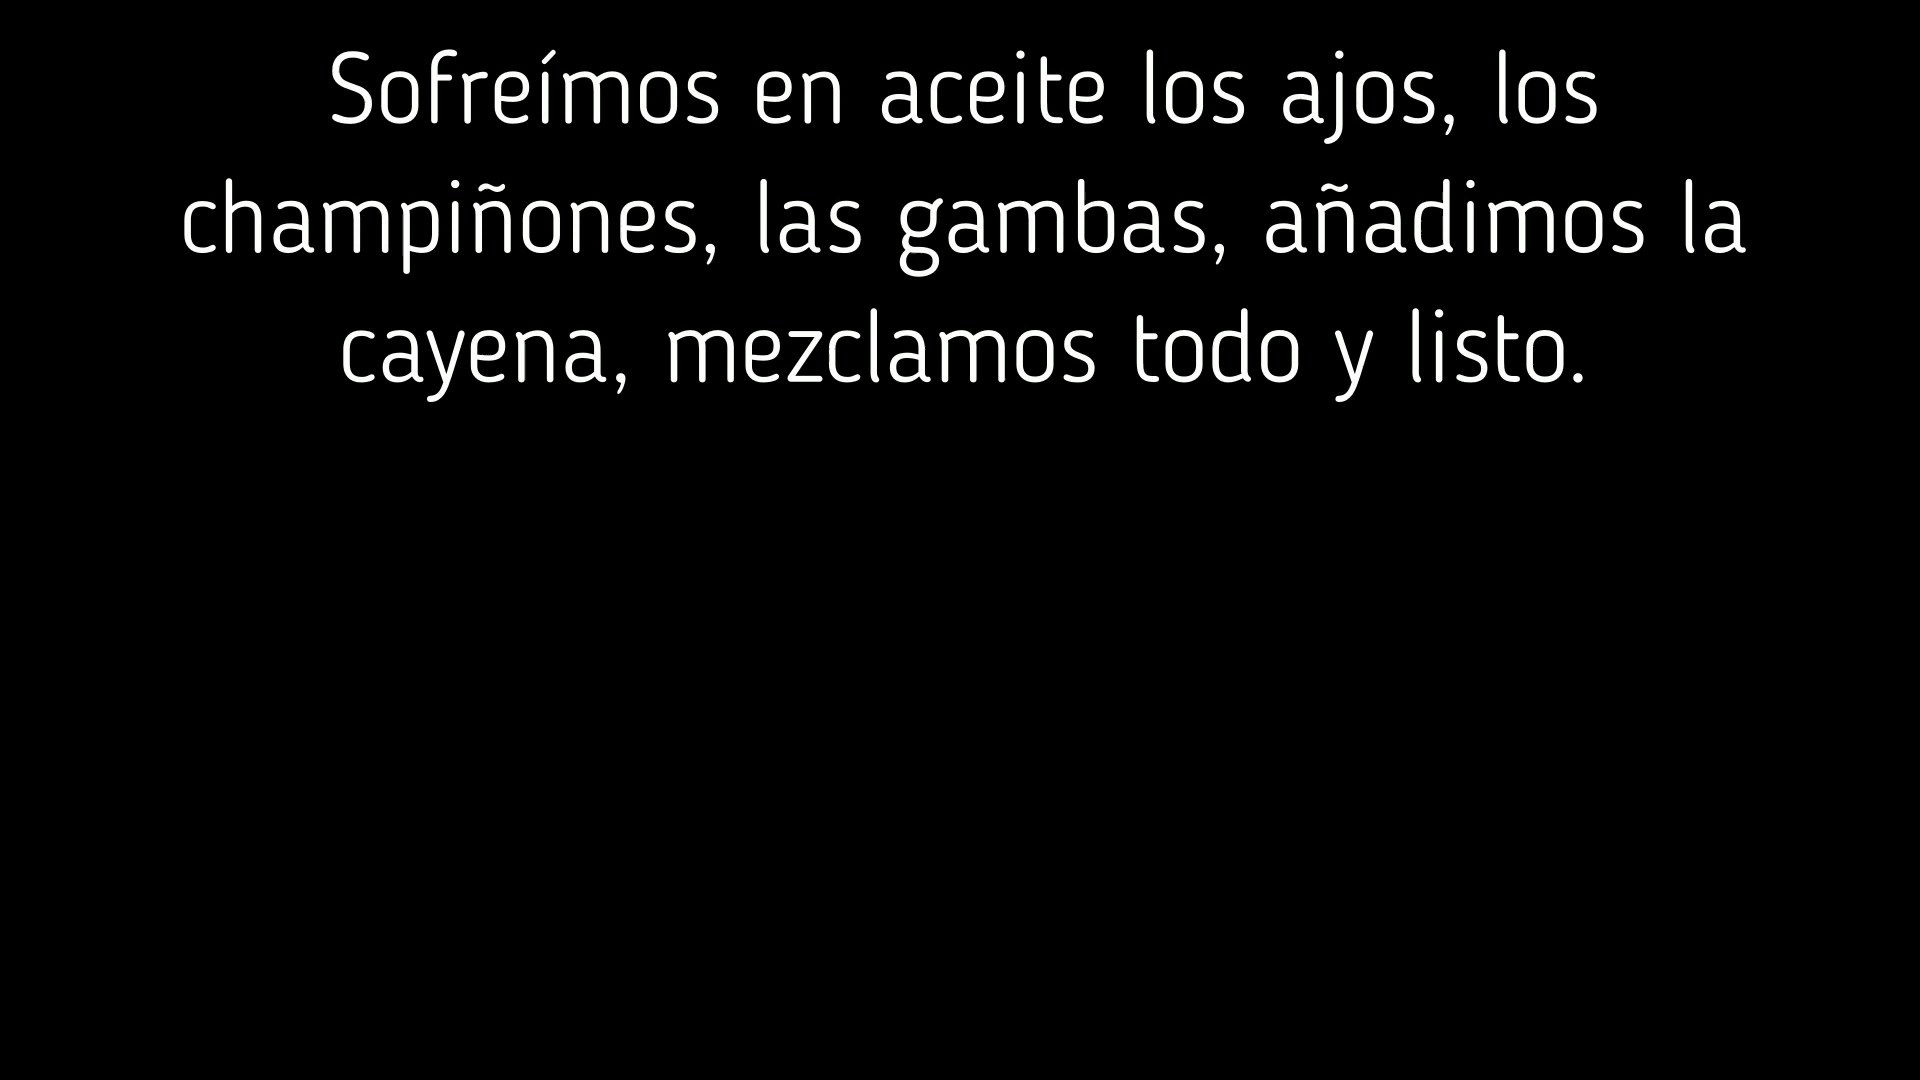 Sofreímos en aceite los ajos, los
champiñones, las gambas, añadimos la
cayena, mezclamos todo y listo.